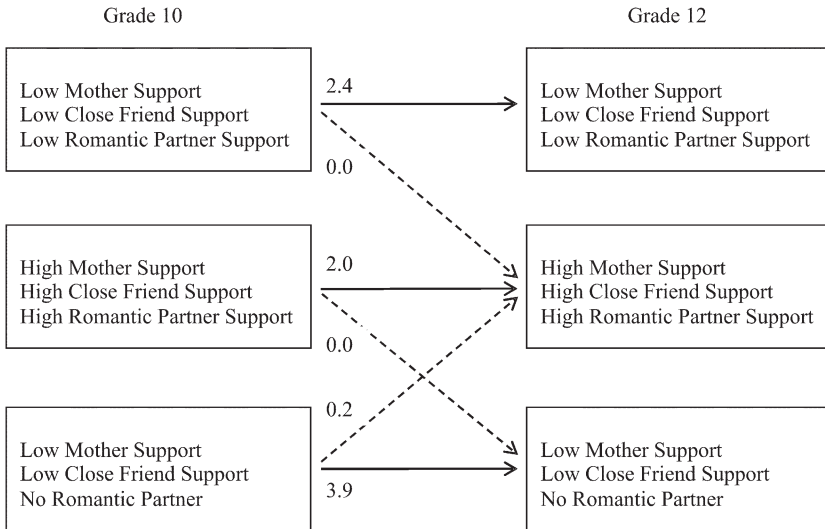 Grade 10
Grade 12
Low Mother Support
Low Close Friend Support
Low Romantic Partner Support
2.4
0.0
Low Mother Support
Low Close Friend Support
Low Romantic Partner Support
High Mother Support
High Close Friend Support
High Romantic Partner Support
2.0
0.0
High Mother Support
High Close Friend Support
High Romantic Partner Support
Low Mother Support
Low Close Friend Support
No Romantic Partner
0.2
3.9
Low Mother Support
Low Close Friend Support
No Romantic Partner